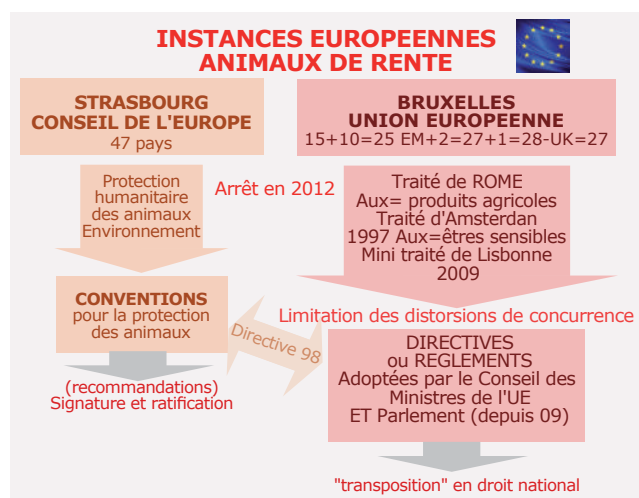 INSTANCES EUROPEENNES
ANIMAUX DE RENTE
STRASBOURG
CONSEIL DE L'EUROPE
47 pays
BRUXELLES
UNION EUROPEENNE
15+10=25 EM+2=27+1=28-UK=27
Protection
humanitaire
des animaux
Environnement
Arrêt en 2012
Traité de ROME
Aux= produits agricoles
Traité d'Amsterdan
1997 Aux=êtres sensibles
Mini traité de Lisbonne
2009
Limitation des distorsions de concurrence
CONVENTIONS
pour la protection
des animaux
Directive 98
DIRECTIVES
ou REGLEMENTS
Adoptées par le Conseil des
Ministres de l'UE
ET Parlement (depuis 09)
(recommandations)
Signature et ratification
"transposition" en droit national